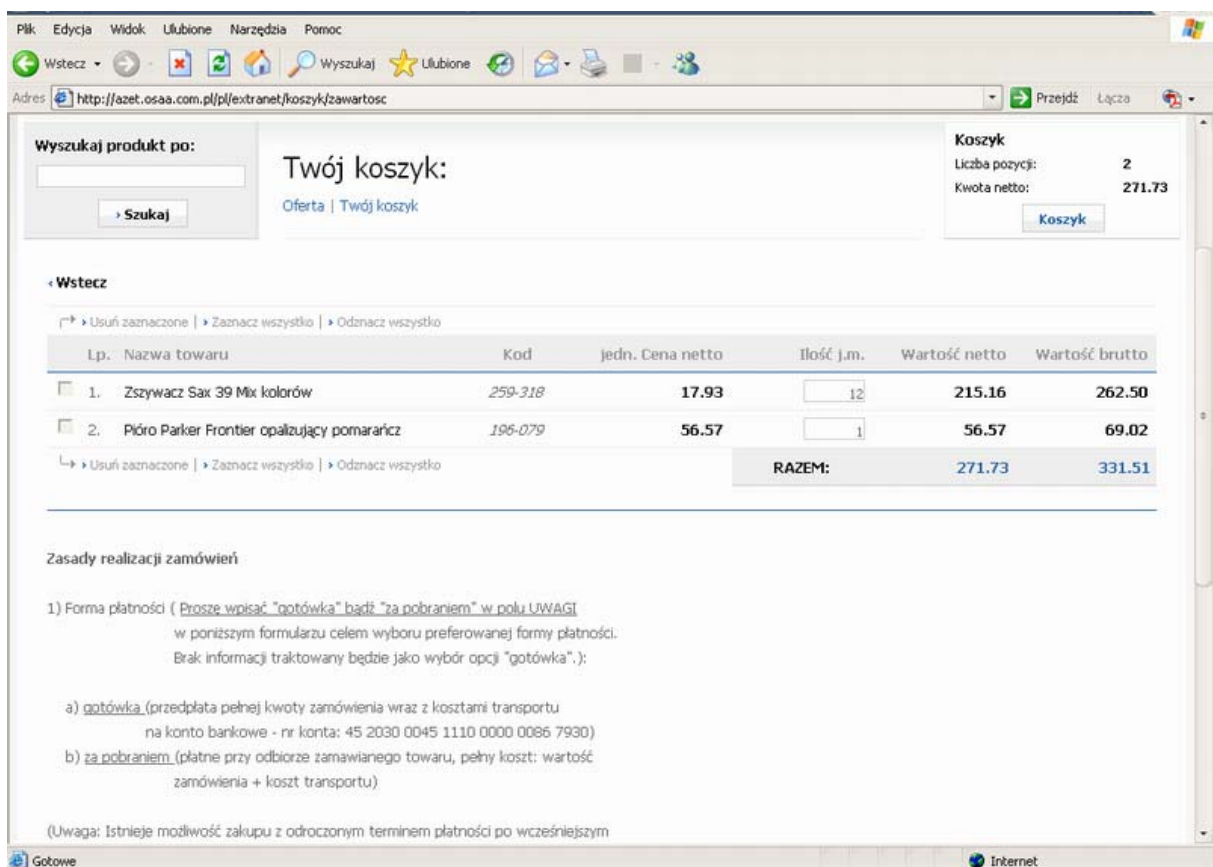 Plik Edycja Widok Ulubione Narzędzia Pomoc
Wstecz Wyszukaj Ulubione
Adres http://azet.osaa.com.pl/pl/extranet/koszyk/zawartosc Przejdź Łącza
Wyszukaj produkt po:
› Szukaj
Twój koszyk:
Oferta | Twój koszyk
Koszyk
Liczba pozycji: 2
Kwota netto: 271.73
Koszyk
‹ Wstecz
› Usuń zaznaczone | › Zaznacz wszystko | › Odznacz wszystko
Lp. Nazwa towaru Kod jedn. Cena netto Ilość j.m. Wartość netto Wartość brutto
1. Zszywacz Sax 39 Mix kolorów 259-318 17.93 12 215.16 262.50
2. Pióro Parker Frontier opalizujący pomarańcz 196-079 56.57 1 56.57 69.02
› Usuń zaznaczone | › Zaznacz wszystko | › Odznacz wszystko
RAZEM: 271.73 331.51
Zasady realizacji zamówień
1) Forma płatności ( Proszę wpisać "gotówka" bądź "za pobraniem" w polu UWAGI
w poniższym formularzu celem wyboru preferowanej formy płatności.
Brak informacji traktowany będzie jako wybór opcji "gotówka".):
a) gotówka (przedpłata pełnej kwoty zamówienia wraz z kosztami transportu
na konto bankowe - nr konta: 45 2030 0045 1110 0000 0086 7930)
b) za pobraniem (płatne przy odbiorze zamawianego towaru, pełny koszt: wartość
zamówienia + koszt transportu)
(Uwaga: Istnieje możliwość zakupu z odroczonym terminem płatności po wcześniejszym
Gotowe Internet